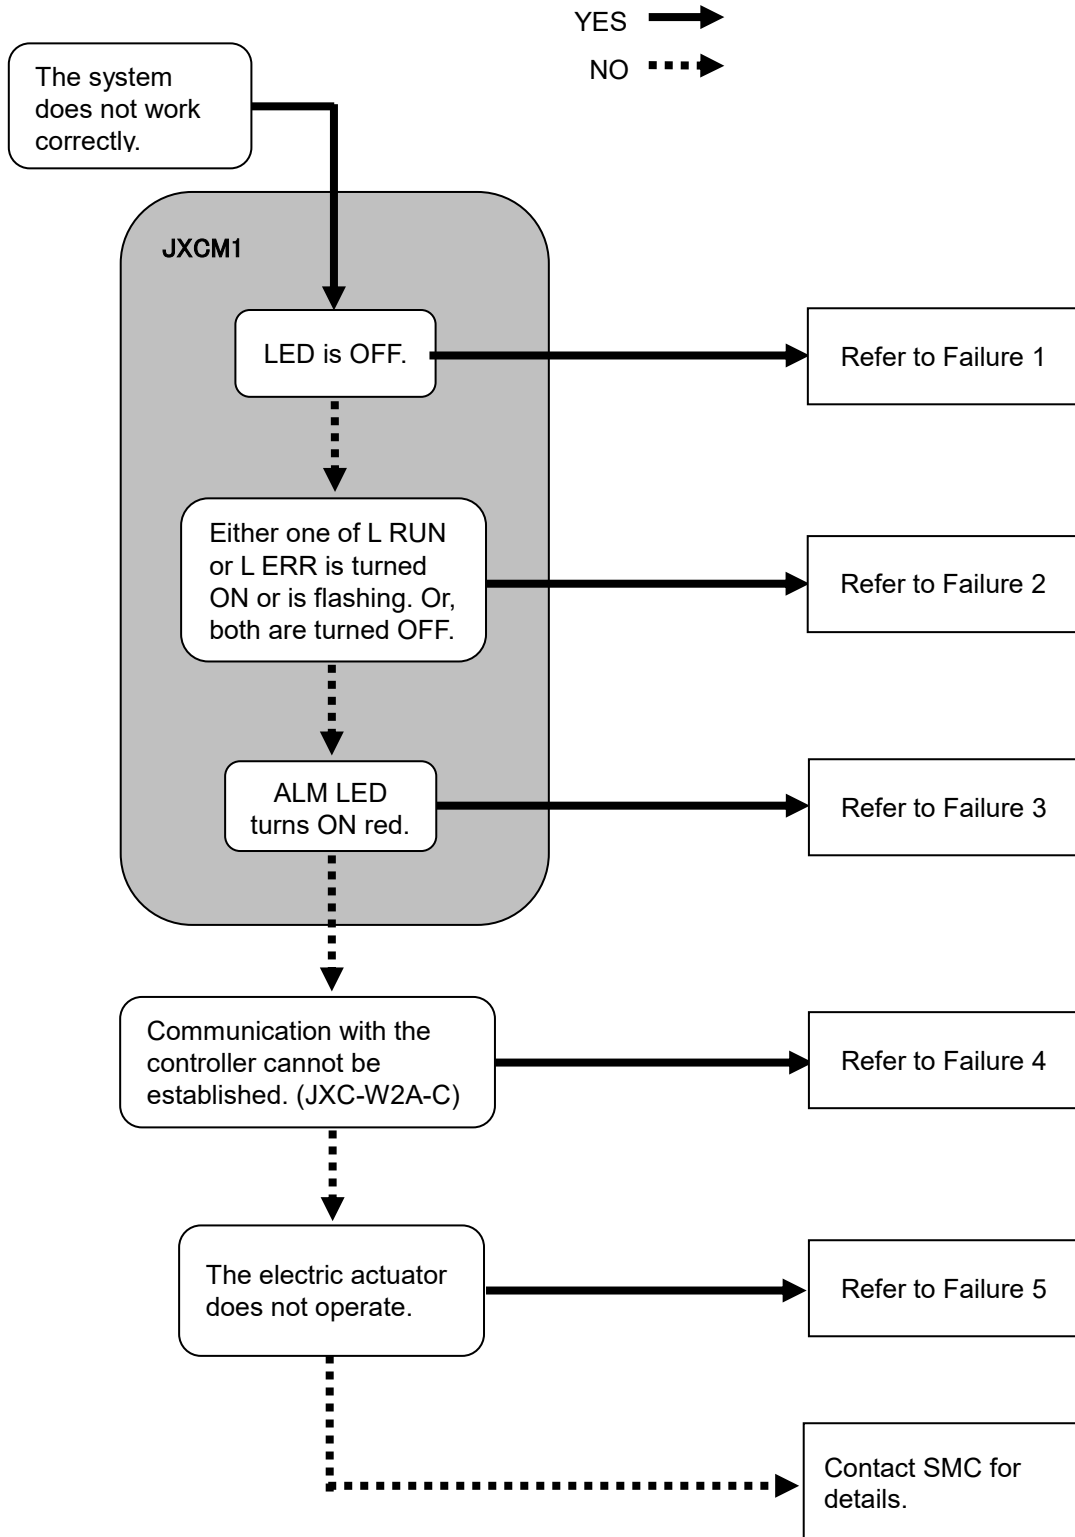 YES
NO
The system
does not work
correctly.
JXCM1
LED is OFF.
Refer to Failure 1
Either one of L RUN
or L ERR is turned
ON or is flashing. Or,
both are turned OFF.
Refer to Failure 2
ALM LED
turns ON red.
Refer to Failure 3
Communication with the
controller cannot be
established. (JXC-W2A-C)
Refer to Failure 4
The electric actuator
does not operate.
Refer to Failure 5
Contact SMC for
details.